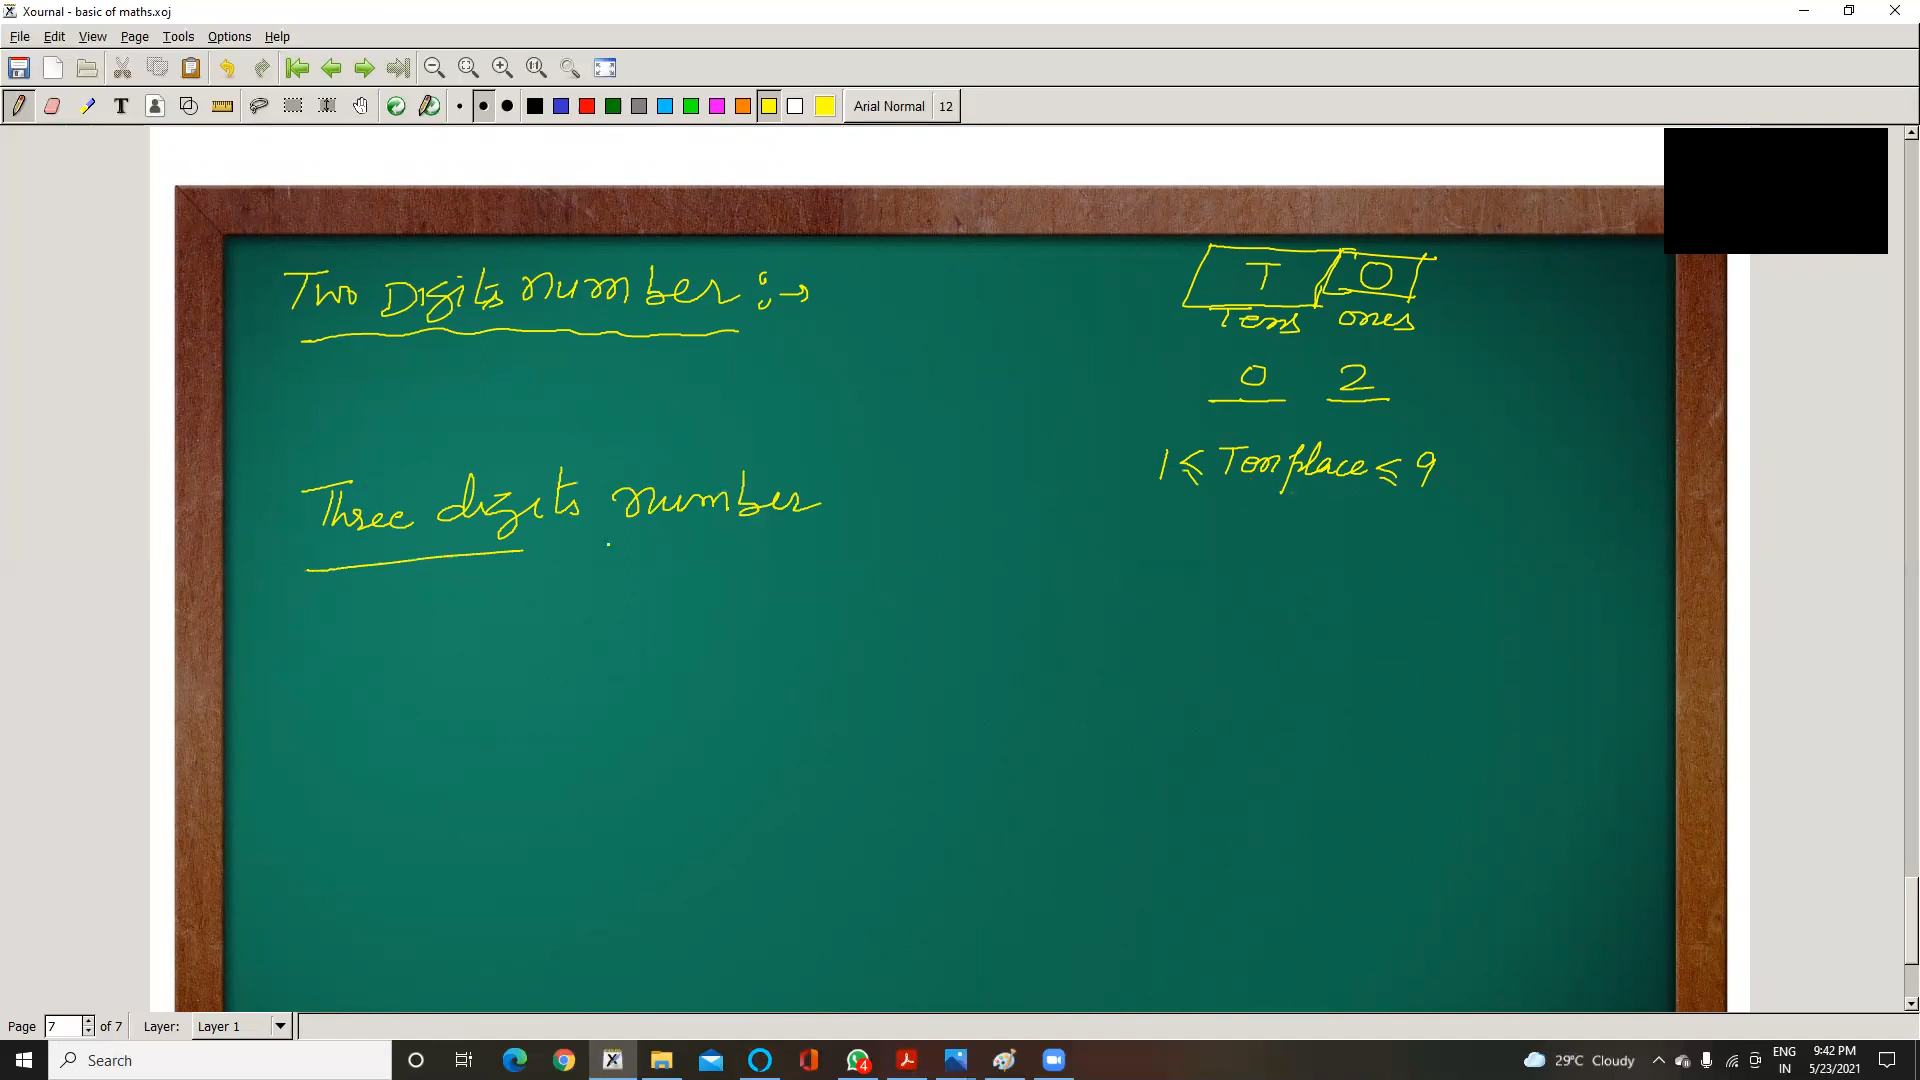 Xournal - basic of maths.xoj
File Edit View Page Tools Options Help
Arial Normal 12
Two Digits number :→
T O
Tens ones
0 2
1 ≤ Ten place ≤ 9
Three digits number
Page 7 of 7 Layer: Layer 1
Search
4
29°C Cloudy
ENG
IN
9:42 PM
5/23/2021